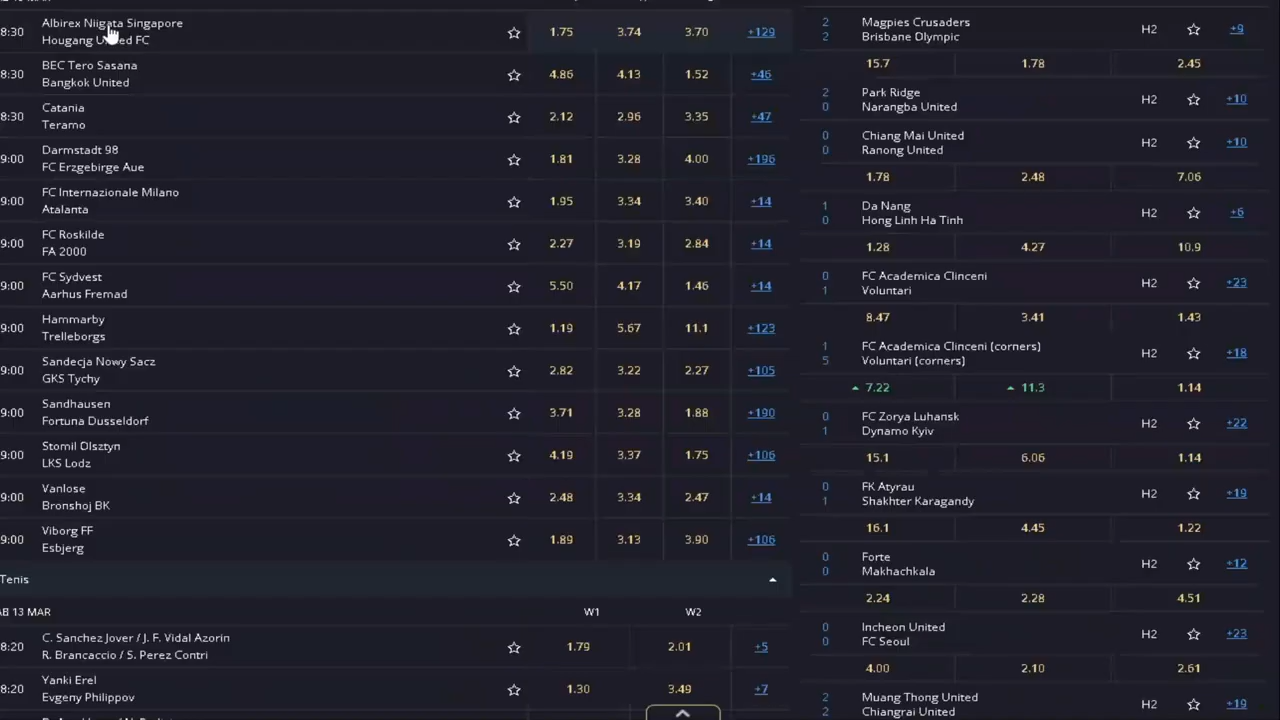 8:30 Albirex Niigata Singapore 1.75 3.74 3.70 +129
Hougang United FC
8:30 BEC Tero Sasana 4.86 4.13 1.52 +46
Bangkok United
8:30 Catania 2.12 2.96 3.35 +47
Teramo
9:00 Darmstadt 98 1.81 3.28 4.00 +196
FC Erzgebirge Aue
9:00 FC Internazionale Milano 1.95 3.34 3.40 +14
Atalanta
9:00 FC Roskilde 2.27 3.19 2.84 +14
FA 2000
9:00 FC Sydvest 5.50 4.17 1.46 +14
Aarhus Fremad
9:00 Hammarby 1.19 5.67 11.1 +123
Trelleborgs
9:00 Sandecja Nowy Sacz 2.82 3.22 2.27 +105
GKS Tychy
9:00 Sandhausen 3.71 3.28 1.88 +190
Fortuna Dusseldorf
9:00 Stomil Olsztyn 4.19 3.37 1.75 +106
LKS Lodz
9:00 Vanlose 2.48 3.34 2.47 +14
Bronshoj BK
9:00 Viborg FF 1.89 3.13 3.90 +106
Esbjerg
Tenis
13 MAR W1 W2
8:20 C. Sanchez Jover / J. F. Vidal Azorin 1.79 2.01 +5
R. Brancaccio / S. Perez Contri
8:20 Yanki Erel 1.30 3.49 +7
Evgeny Philippov
2 Magpies Crusaders H2 +9
2 Brisbane Olympic
15.7 1.78 2.45
2 Park Ridge H2 +10
0 Narangba United
0 Chiang Mai United H2 +10
0 Ranong United
1.78 2.48 7.06
1 Da Nang H2 +6
0 Hong Linh Ha Tinh
1.28 4.27 10.9
0 FC Academica Clinceni H2 +23
1 Voluntari
8.47 3.41 1.43
1 FC Academica Clinceni (corners) H2 +18
5 Voluntari (corners)
7.22 11.3 1.14
0 FC Zorya Luhansk H2 +22
1 Dynamo Kyiv
15.1 6.06 1.14
0 FK Atyrau H2 +19
1 Shakhter Karagandy
16.1 4.45 1.22
0 Forte H2 +12
0 Makhachkala
2.24 2.28 4.51
0 Incheon United H2 +23
0 FC Seoul
4.00 2.10 2.61
2 Muang Thong United H2 +19
2 Chiangrai United